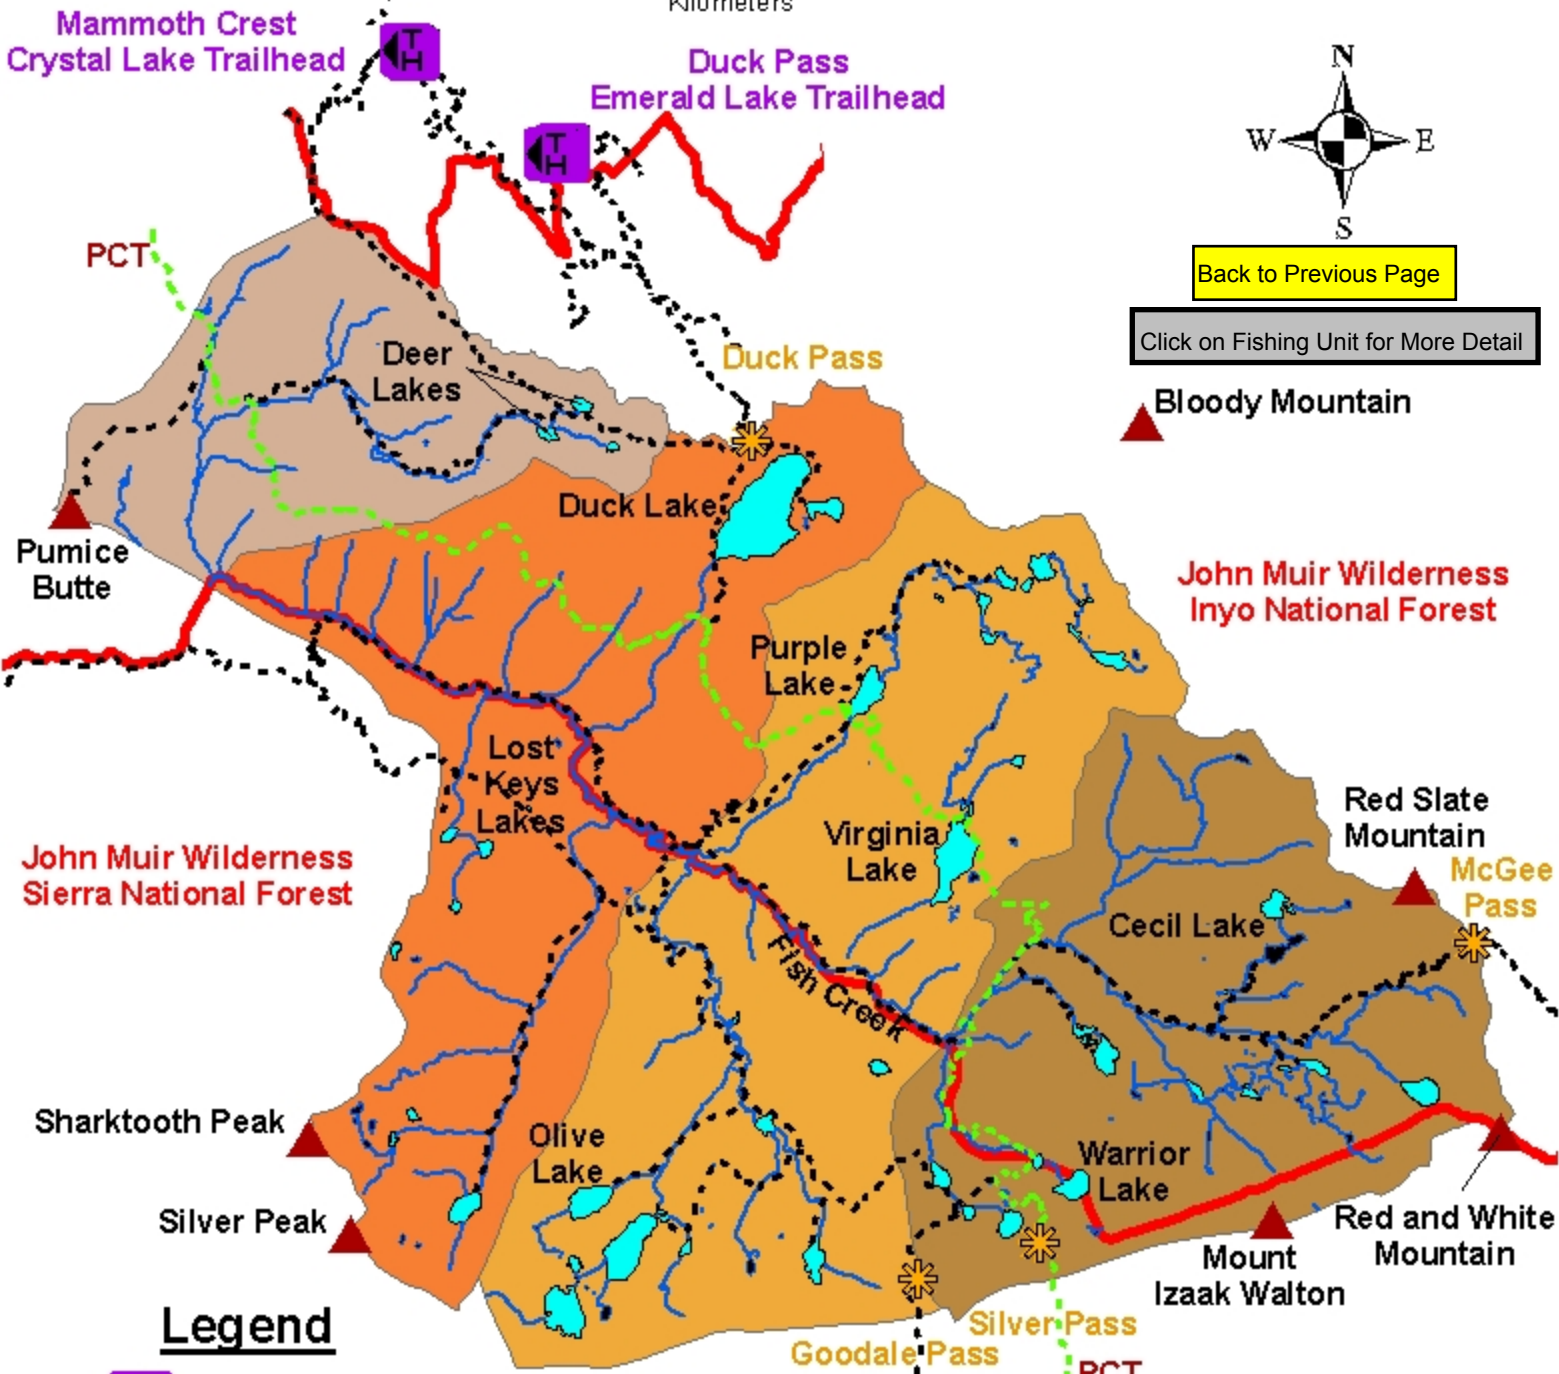 Kilometers
Mammoth Crest
Crystal Lake Trailhead
T
H
Duck Pass
Emerald Lake Trailhead
T
H
N
W
E
S
PCT
Back to Previous Page
Click on Fishing Unit for More Detail
Deer
Lakes
Duck Pass
Bloody Mountain
Duck Lake
Pumice
Butte
John Muir Wilderness
Inyo National Forest
Purple
Lake
Lost
Keys
Lakes
Red Slate
Mountain
Virginia
Lake
McGee
Pass
John Muir Wilderness
Sierra National Forest
Cecil Lake
Fish Creek
Sharktooth Peak
Olive
Lake
Warrior
Lake
Silver Peak
Red and White
Mountain
Mount
Izaak Walton
Legend
Silver Pass
Goodale Pass
PCT